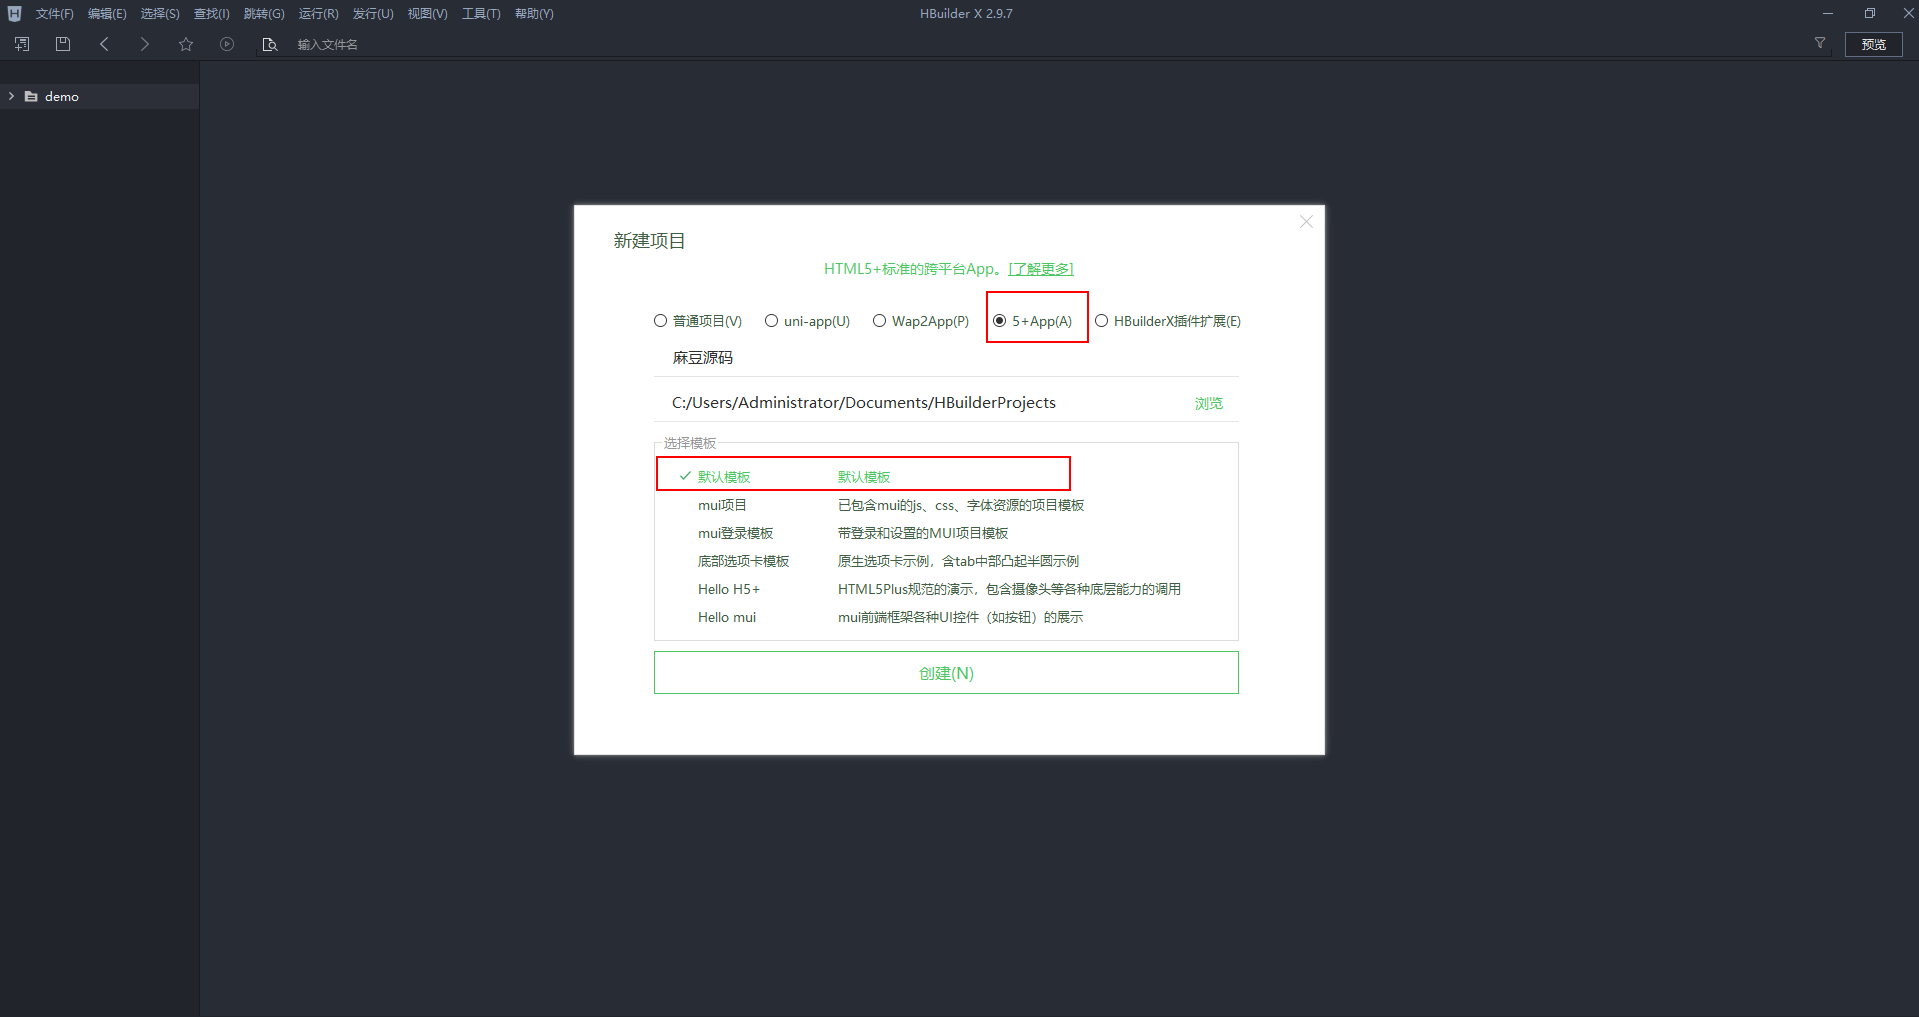 文件(F) 编辑(E) 选择(S) 查找(I) 跳转(G) 运行(R) 发行(U) 视图(V) 工具(T) 帮助(Y) HBuilder X 2.9.7
输入文件名 预览
demo
新建项目
HTML5+标准的跨平台App。[了解更多]
普通项目(V) uni-app(U) Wap2App(P) 5+App(A) HBuilderX插件扩展(E)
麻豆源码
C:/Users/Administrator/Documents/HBuilderProjects 浏览
选择模板
默认模板 默认模板
mui项目 已包含mui的js、css、字体资源的项目模板
mui登录模板 带登录和设置的MUI项目模板
底部选项卡模板 原生选项卡示例，含tab中部凸起半圆示例
Hello H5+ HTML5Plus规范的演示，包含摄像头等各种底层能力的调用
Hello mui mui前端框架各种UI控件（如按钮）的展示
创建(N)